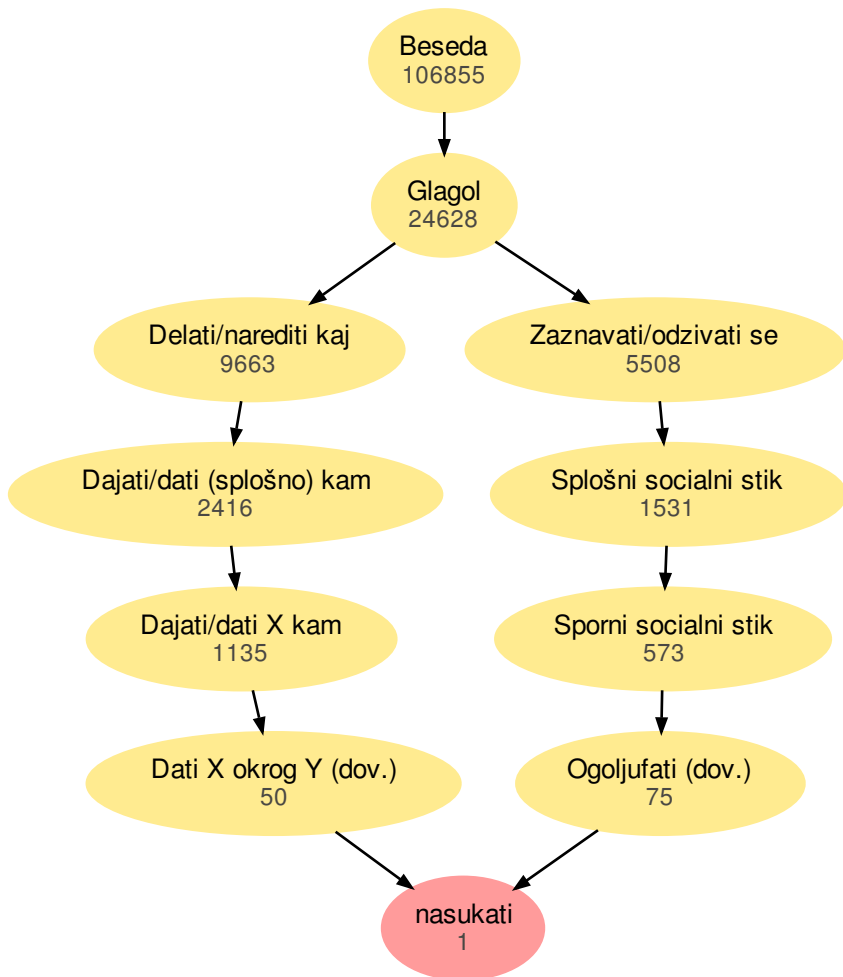 Beseda
106855
Glagol
24628
Delati/narediti kaj
9663
Zaznavati/odzivati se
5508
Dajati/dati (splošno) kam
2416
Splošni socialni stik
1531
Dajati/dati X kam
1135
Sporni socialni stik
573
Dati X okrog Y (dov.)
50
Ogoljufati (dov.)
75
nasukati
1